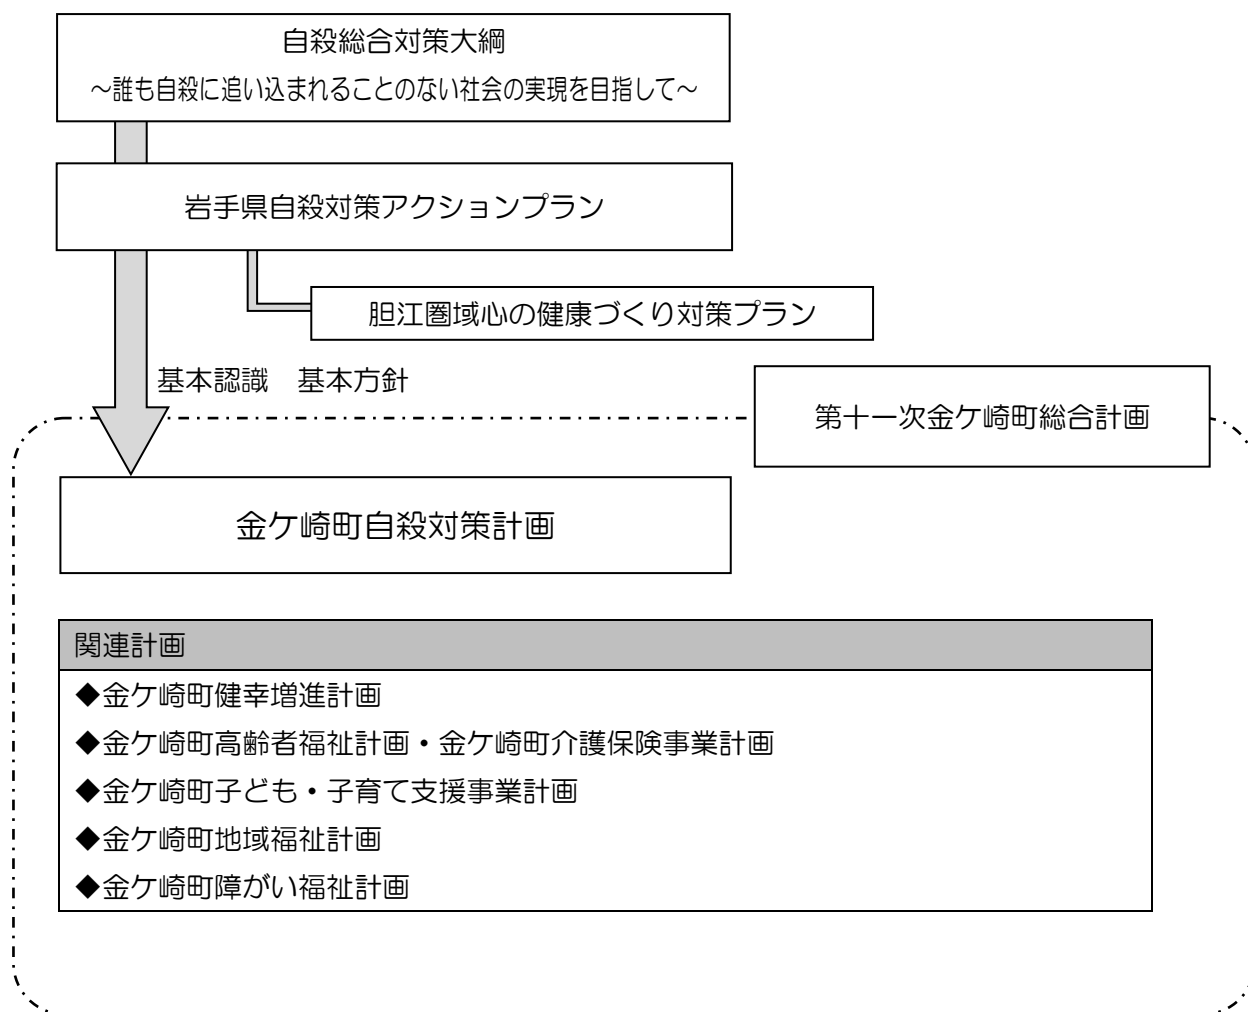 自殺総合対策大綱
～誰も自殺に追い込まれることのない社会の実現を目指して～
岩手県自殺対策アクションプラン
胆江圏域心の健康づくり対策プラン
基本認識　基本方針
第十一次金ケ崎町総合計画
金ケ崎町自殺対策計画
関連計画
◆金ケ崎町健幸増進計画
◆金ケ崎町高齢者福祉計画・金ケ崎町介護保険事業計画
◆金ケ崎町子ども・子育て支援事業計画
◆金ケ崎町地域福祉計画
◆金ケ崎町障がい福祉計画